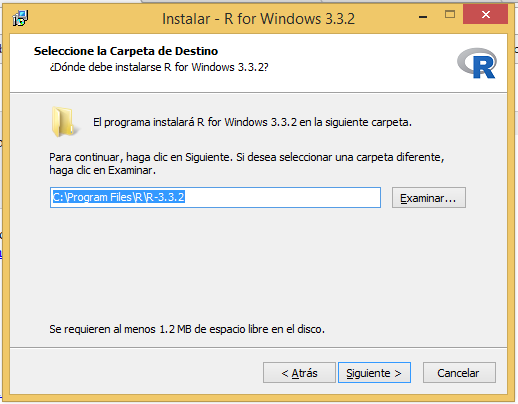 Instalar - R for Windows 3.3.2
Seleccione la Carpeta de Destino
¿Dónde debe instalarse R for Windows 3.3.2?
R
El programa instalará R for Windows 3.3.2 en la siguiente carpeta.
Para continuar, haga clic en Siguiente. Si desea seleccionar una carpeta diferente,
haga clic en Examinar.
C:\Program Files\R\R-3.3.2
Examinar...
Se requieren al menos 1.2 MB de espacio libre en el disco.
< Atrás
Siguiente >
Cancelar